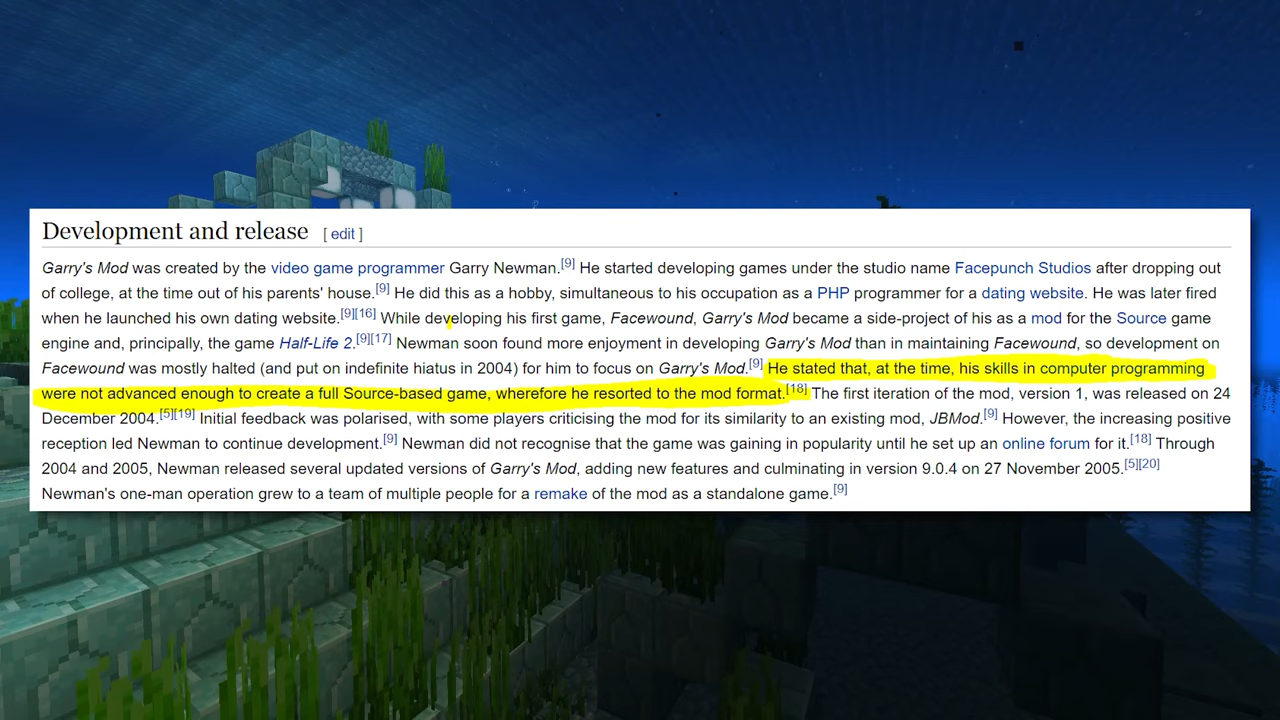 Development and release [ edit ]
Garry's Mod was created by the video game programmer Garry Newman.[9] He started developing games under the studio name Facepunch Studios after dropping out
of college, at the time out of his parents' house.[9] He did this as a hobby, simultaneous to his occupation as a PHP programmer for a dating website. He was later fired
when he launched his own dating website.[9][16] While developing his first game, Facewound, Garry's Mod became a side-project of his as a mod for the Source game
engine and, principally, the game Half-Life 2.[9][17] Newman soon found more enjoyment in developing Garry's Mod than in maintaining Facewound, so development on
Facewound was mostly halted (and put on indefinite hiatus in 2004) for him to focus on Garry's Mod.[9] He stated that, at the time, his skills in computer programming
were not advanced enough to create a full Source-based game, wherefore he resorted to the mod format.[18] The first iteration of the mod, version 1, was released on 24
December 2004.[5][19] Initial feedback was polarised, with some players criticising the mod for its similarity to an existing mod, JBMod.[9] However, the increasing positive
reception led Newman to continue development.[9] Newman did not recognise that the game was gaining in popularity until he set up an online forum for it.[18] Through
2004 and 2005, Newman released several updated versions of Garry's Mod, adding new features and culminating in version 9.0.4 on 27 November 2005.[5][20]
Newman's one-man operation grew to a team of multiple people for a remake of the mod as a standalone game.[9]